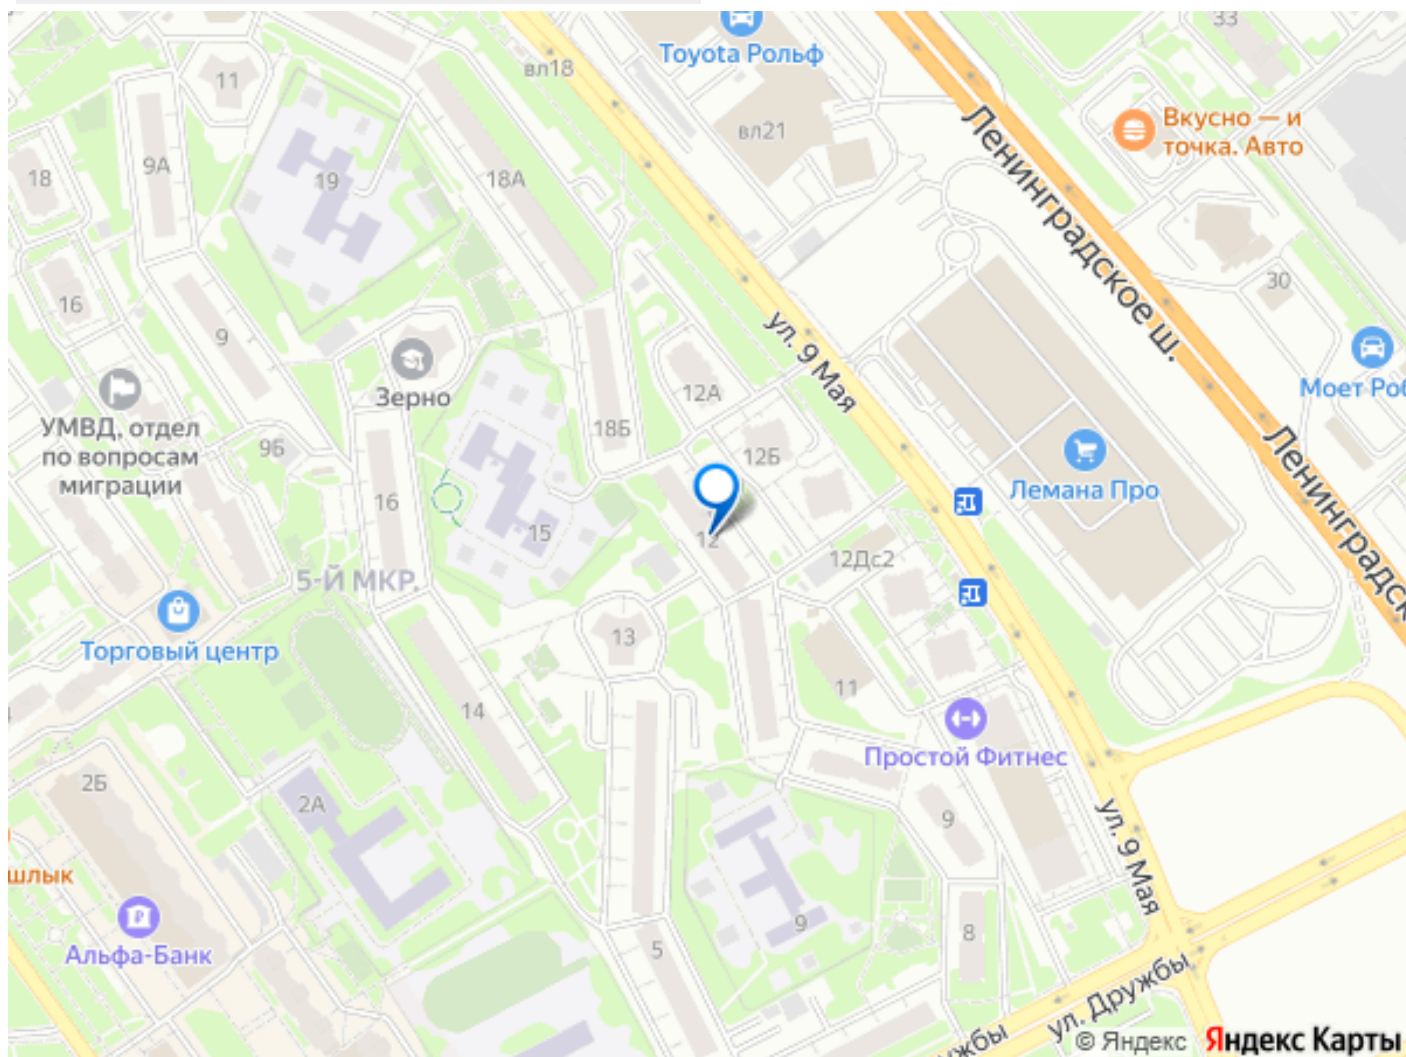 Toyota Рольф
33
вл18
11
Вкусно — и
точка. Авто
вл21
9А
18
19
18А
Ленинградское ш.
16
30
9
ул. 9 Мая
Моет Роб
Зерно
12А
УМВД, отдел
по вопросам
миграции
18Б
9Б
12Б
Лемана Про
Ленинградск
16
15
12
12Дс2
5-Й МКР.
13
Торговый центр
11
14
Простой Фитнес
2Б
2А
9
ул. 9 Мая
шлык
Альфа-Банк
9
8
5
ул. Дружбы
жбы
© Яндекс
Яндекс Карты